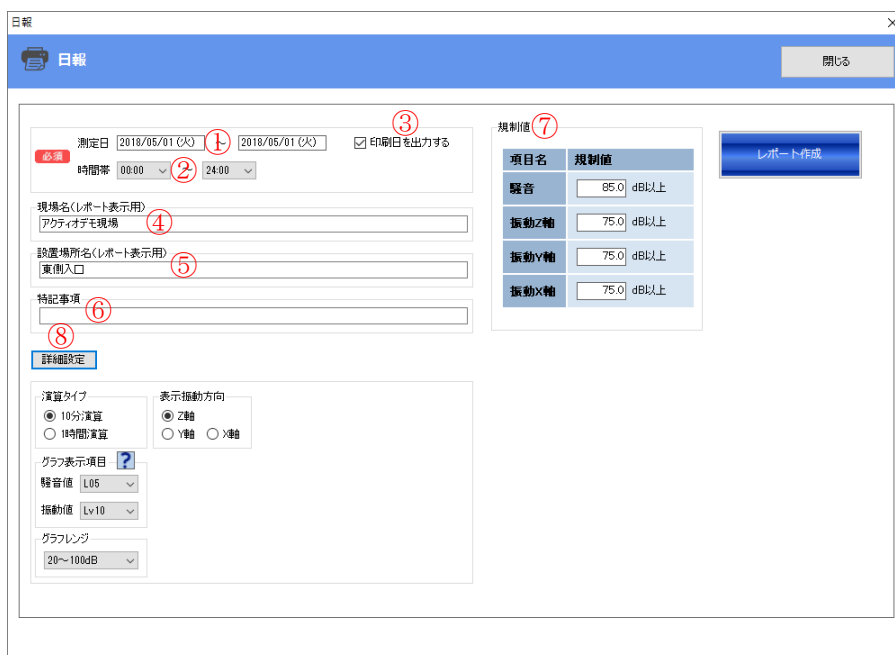 日報
日報
閉じる
③
測定日 2018/05/01 (火) ① ~ 2018/05/01 (火) 印刷日を出力する
必須
時間帯 00:00 ② ~ 24:00
現場名(レポート表示用)
アクティオデモ現場 ④
設置場所名(レポート表示用)
東側入口 ⑤
特記事項
⑥
⑧
詳細設定
演算タイプ
10分演算
1時間演算
表示振動方向
Z軸
Y軸 X軸
グラフ表示項目 ?
騒音値 L05
振動値 Lv10
グラフレンジ
20~100dB
規制値 ⑦
項目名 規制値
騒音 85.0 dB以上
振動Z軸 75.0 dB以上
振動Y軸 75.0 dB以上
振動X軸 75.0 dB以上
レポート作成